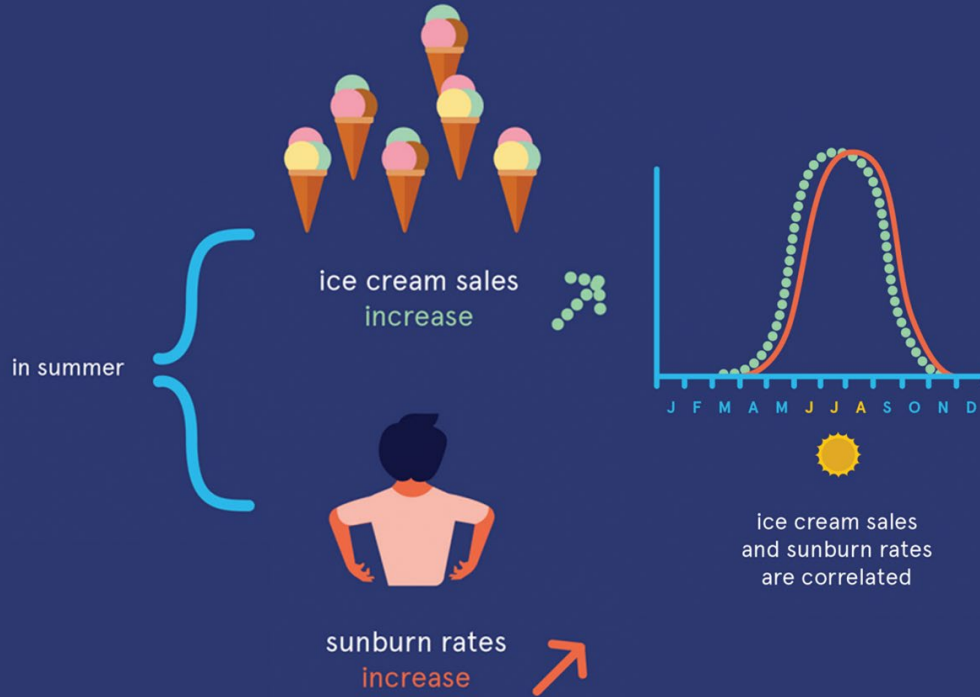 in summer
ice cream sales
increase
sunburn rates
increase
J F M A M J J A S O N D
ice cream sales
and sunburn rates
are correlated